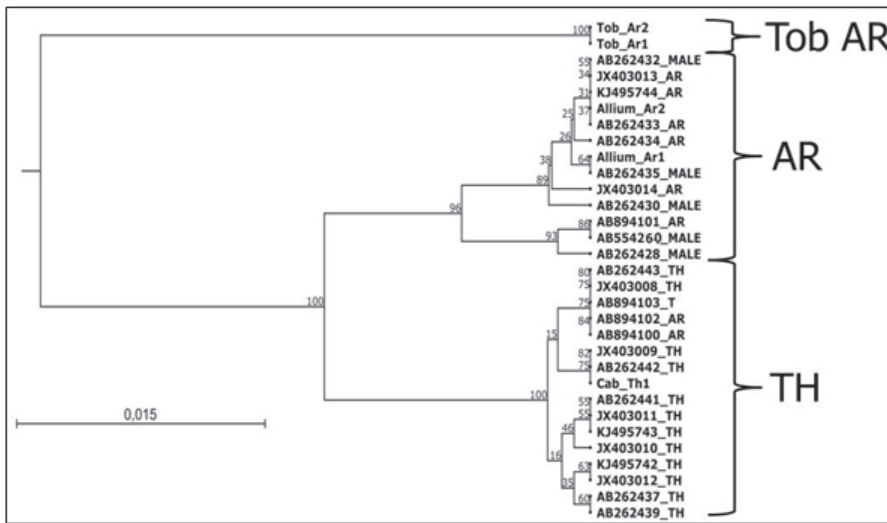 100
Tob_Ar2
Tob_Ar1
Tob AR
55
AB262432_MALE
34
JX403013_AR
31
KJ495744_AR
37
Allium_Ar2
25
AB262433_AR
26
AB262434_AR
64
Allium_Ar1
38
AB262435_MALE
89
JX403014_AR
AB262430_MALE
96
86
AB894101_AR
93
AB554260_MALE
AB262428_MALE
AR
80
AB262443_TH
75
JX403008_TH
75
AB894103_T
84
AB894102_AR
AB894100_AR
100
15
82
JX403009_TH
75
AB262442_TH
Cab_Th1
100
55
AB262441_TH
55
JX403011_TH
46
KJ495743_TH
JX403010_TH
16
63
KJ495742_TH
JX403012_TH
35
60
AB262437_TH
AB262439_TH
TH
0,015